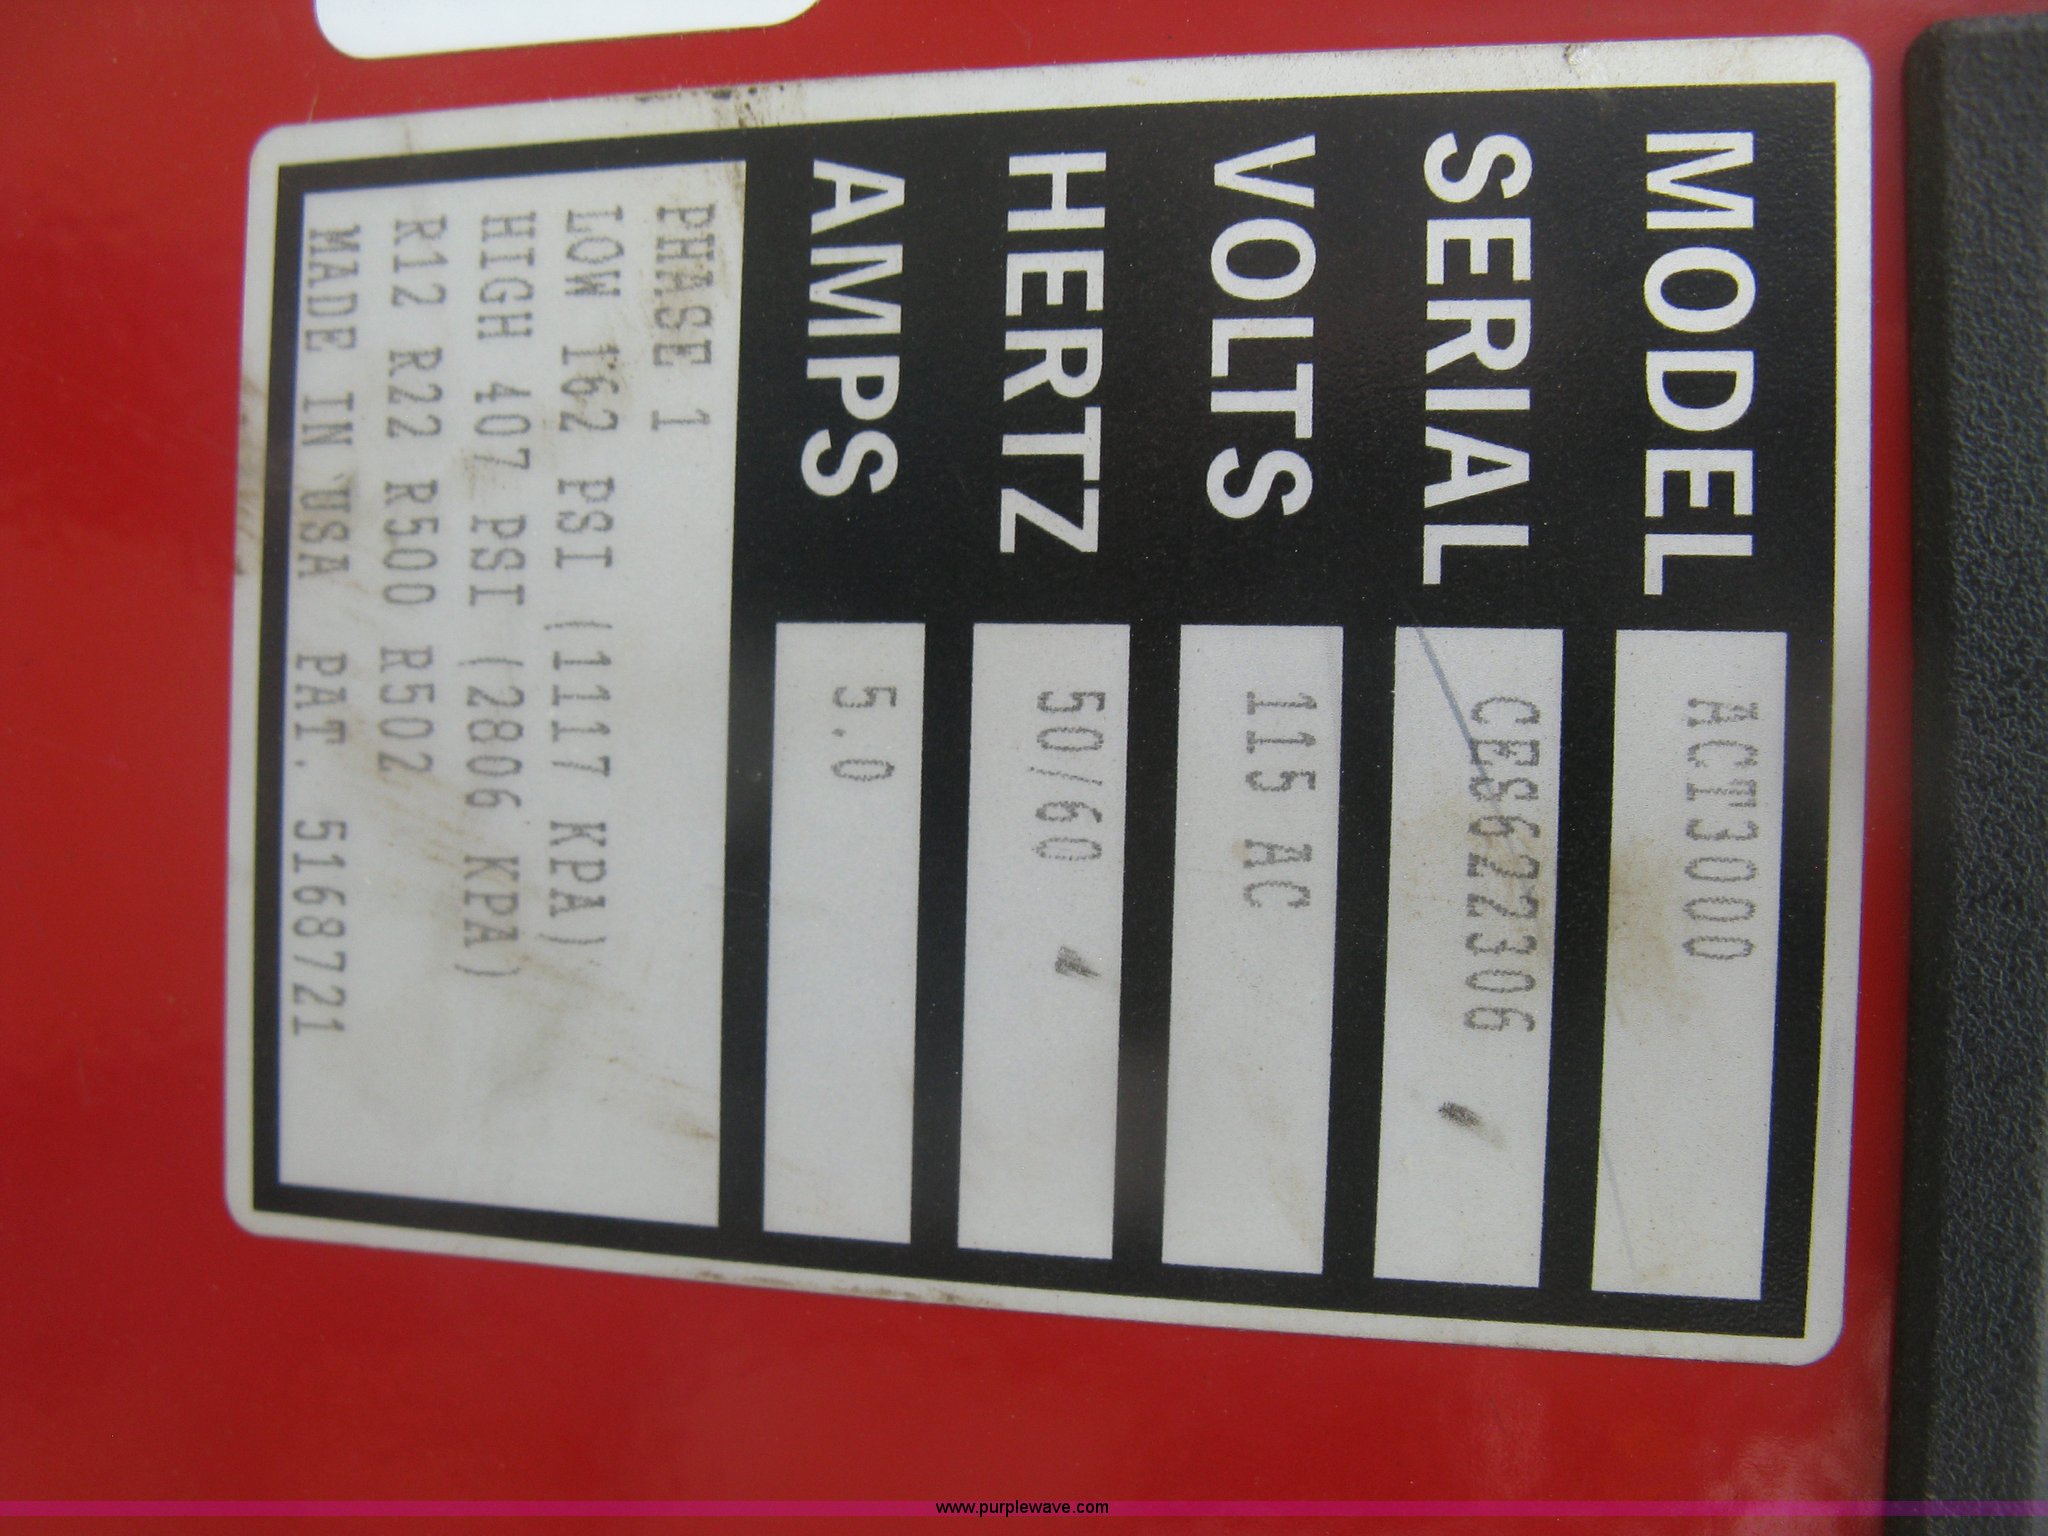 MODEL ACT3000
SERIAL CES622306
VOLTS 115 AC
HERTZ 50/60
AMPS 5.0
PHASE 1
LOW 162 PSI (1117 KPA)
HIGH 407 PSI (2806 KPA)
R12 R22 R500 R502
MADE IN USA PAT. 5168721
www.purplewave.com